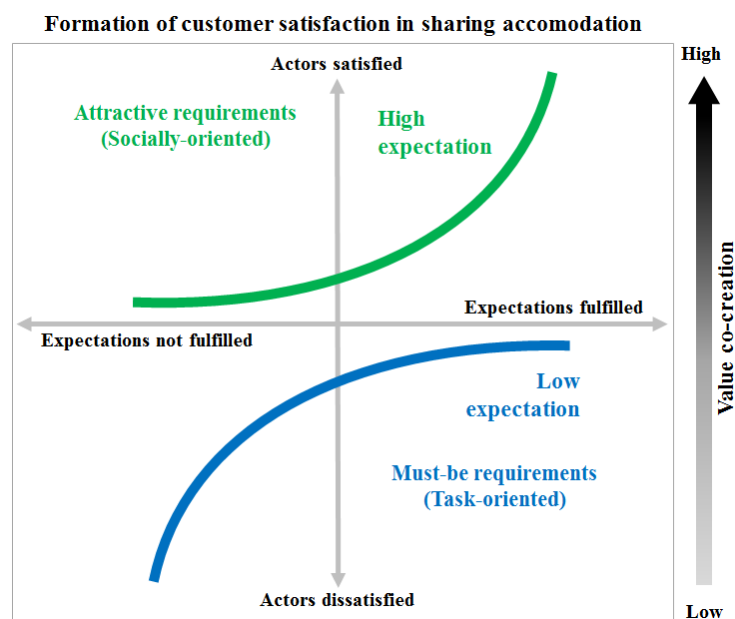 Formation of customer satisfaction in sharing accomodation
High
Actors satisfied
Attractive requirements
(Socially-oriented)
High
expectation
Value co-creation
Expectations fulfilled
Expectations not fulfilled
Low
expectation
Must-be requirements
(Task-oriented)
Actors dissatisfied
Low